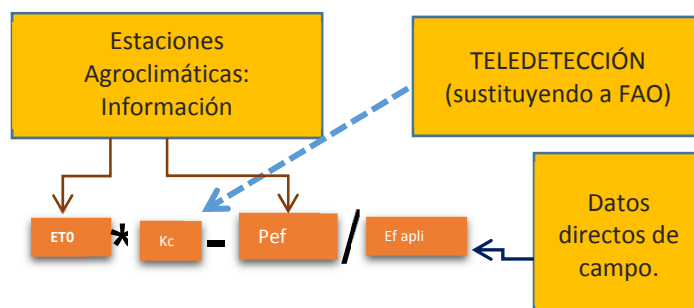 Estaciones
Agroclimáticas:
Información
TELEDETECCIÓN
(sustituyendo a FAO)
ET0 * Kc - Pef / Ef apli
Datos
directos de
campo.